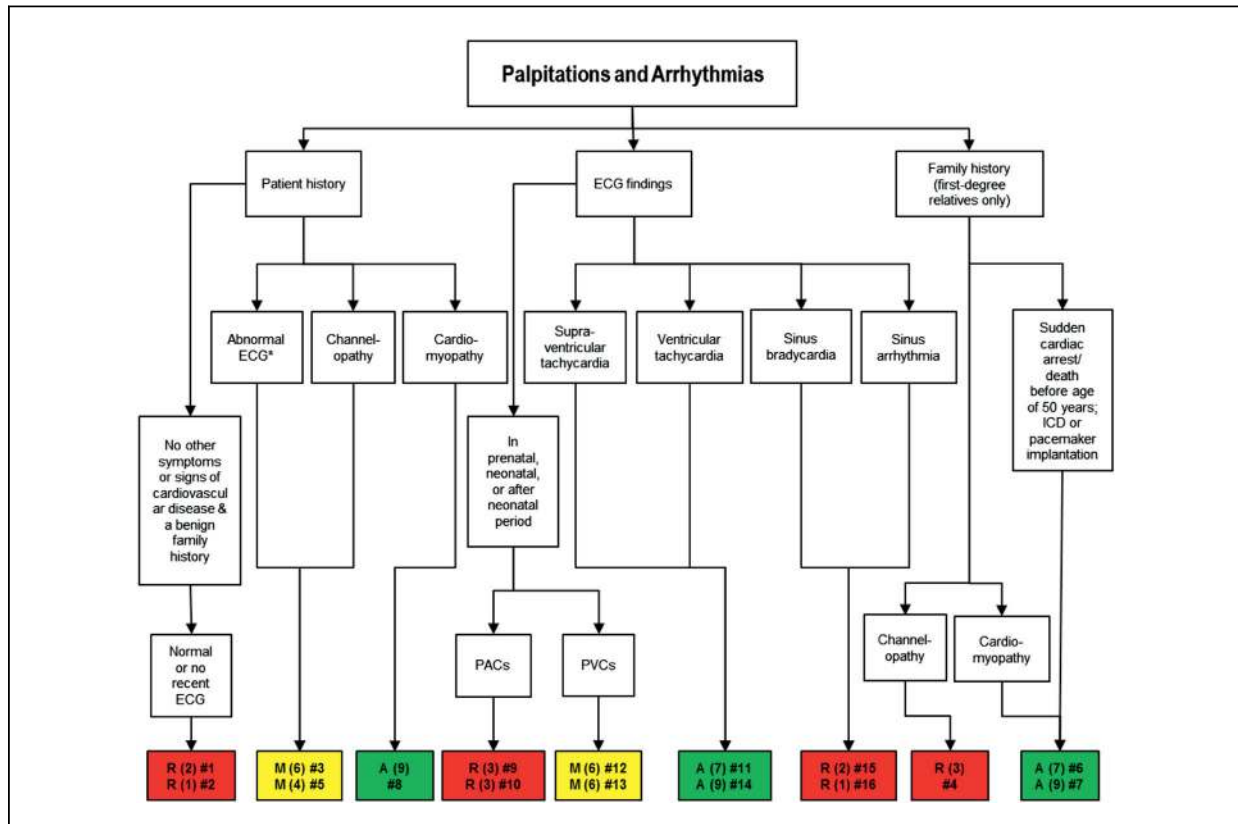 Palpitations and Arrhythmias
Patient history
ECG findings
Family history
(first-degree
relatives only)
Abnormal
ECG*
Channel-
opathy
Cardio-
myopathy
Supra-
ventricular
tachycardia
Ventricular
tachycardia
Sinus
bradycardia
Sinus
arrhythmia
Sudden
cardiac
arrest/
death
before age
of 50 years;
ICD or
pacemaker
implantation
No other
symptoms
or signs of
cardiovascul
ar disease &
a benign
family
history
In
prenatal,
neonatal,
or after
neonatal
period
Normal
or no
recent
ECG
PACs
PVCs
Channel-
opathy
Cardio-
myopathy
R (2) #1
R (1) #2
M (6) #3
M (4) #5
A (9)
#8
R (3) #9
R (3) #10
M (6) #12
M (6) #13
A (7) #11
A (9) #14
R (2) #15
R (1) #16
R (3)
#4
A (7) #6
A (9) #7